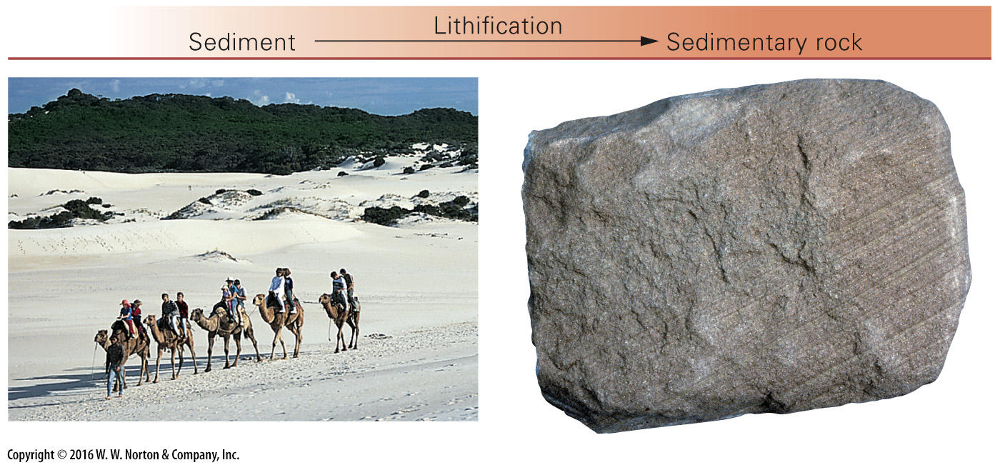 Lithification
Sediment
Sedimentary rock
Copyright © 2016 W. W. Norton & Company, Inc.